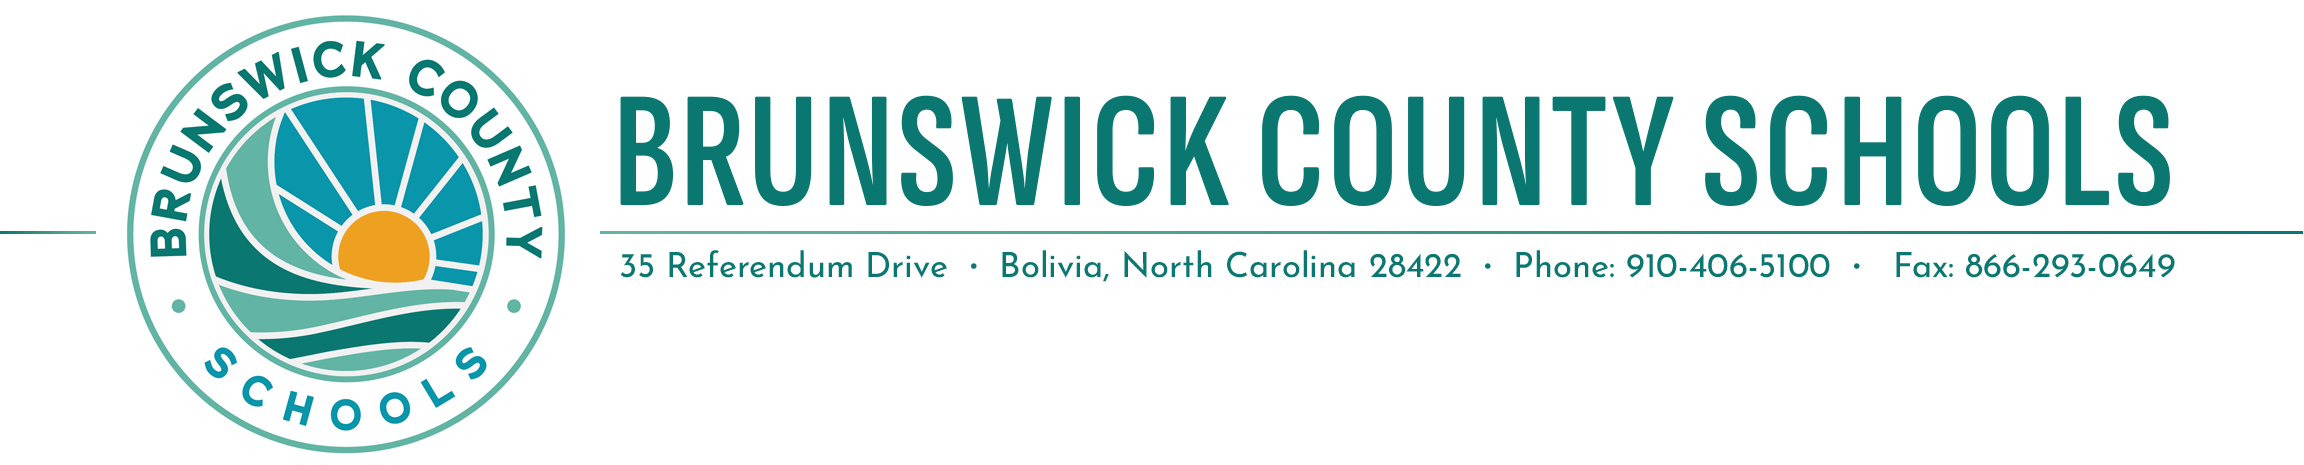 BRUNSWICK COUNTY
SCHOOLS
BRUNSWICK COUNTY SCHOOLS
35 Referendum Drive • Bolivia, North Carolina 28422 • Phone: 910-406-5100 • Fax: 866-293-0649